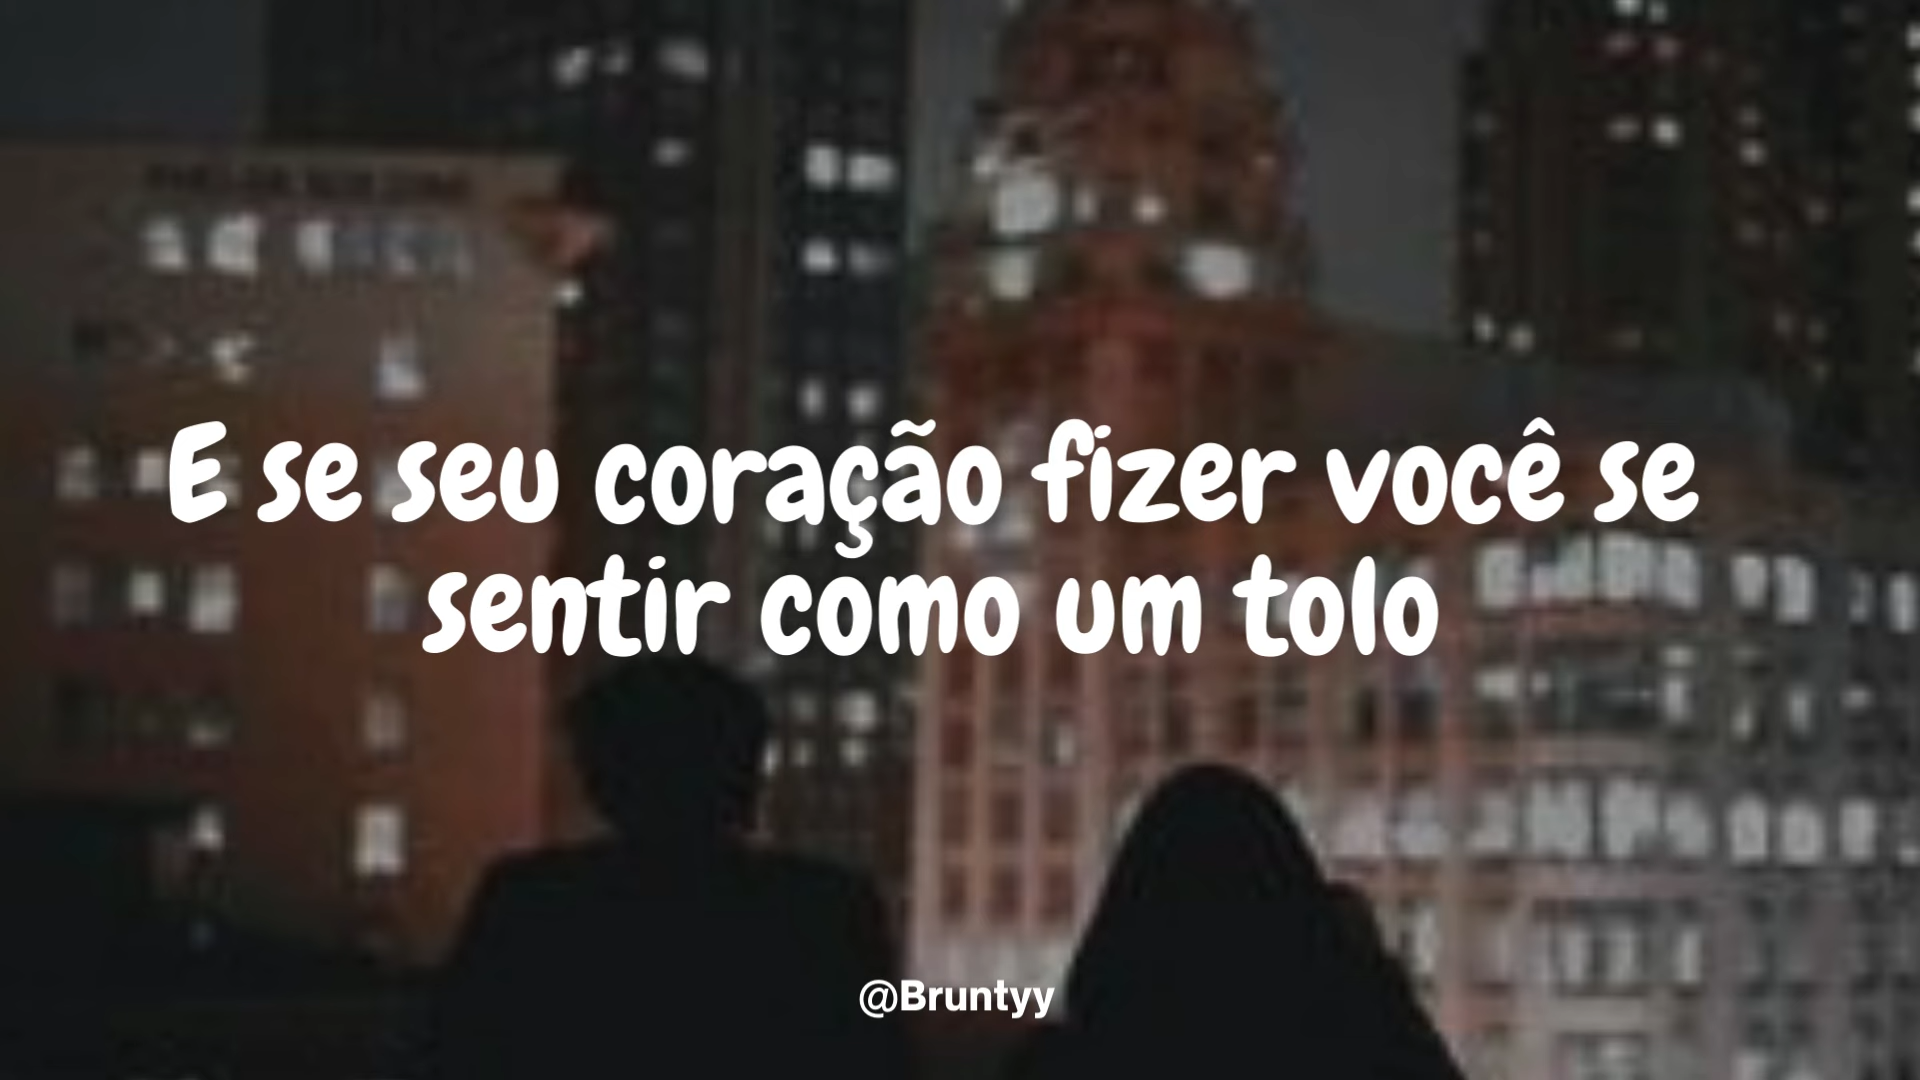 E se seu coração fizer você se
sentir como um tolo
@Bruntyy